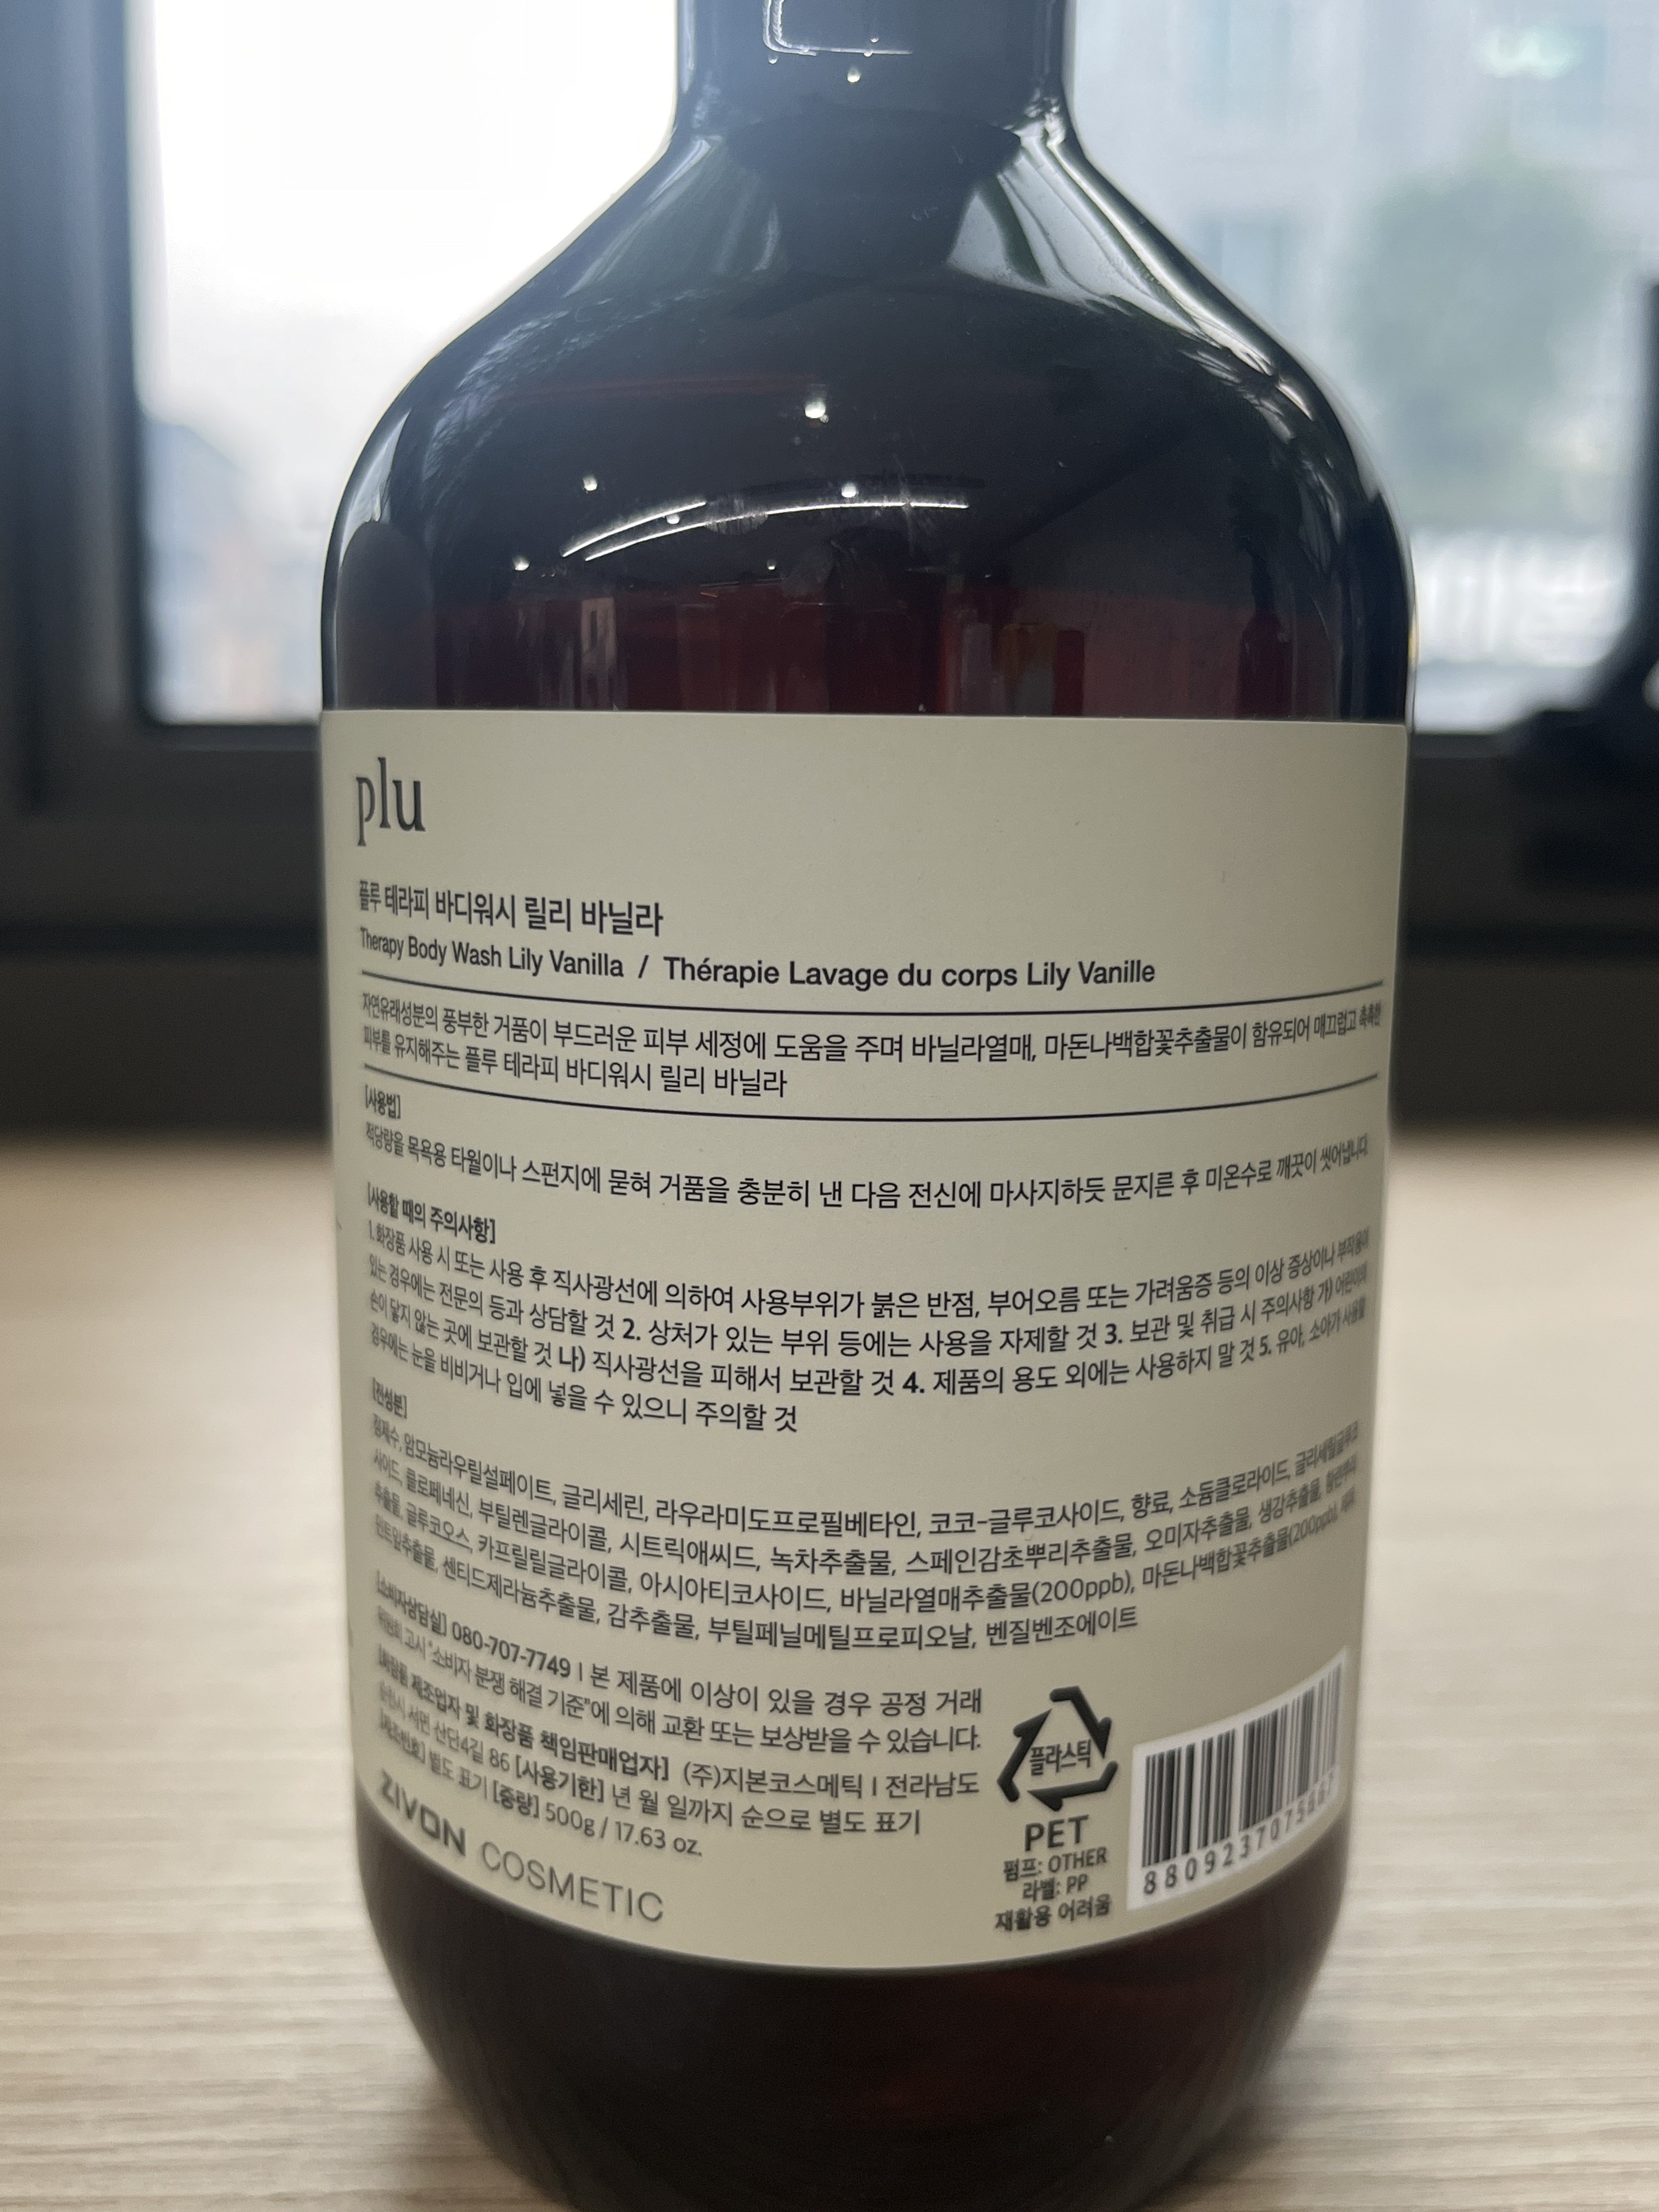 plu
플루 테라피 바디워시 릴리 바닐라
Therapy Body Wash Lily Vanilla / Thérapie Lavage du corps Lily Vanille
자연유래성분의 풍부한 거품이 부드러운 피부 세정에 도움을 주며 바닐라열매, 마돈나백합꽃추출물이 함유되어 매끄럽고 촉촉한
피부를 유지해주는 플루 테라피 바디워시 릴리 바닐라
[사용법]
적당량을 목욕용 타월이나 스펀지에 묻혀 거품을 충분히 낸 다음 전신에 마사지하듯 문지른 후 미온수로 깨끗이 씻어냅니다.
[사용할 때의 주의사항]
1. 화장품 사용 시 또는 사용 후 직사광선에 의하여 사용부위가 붉은 반점, 부어오름 또는 가려움증 등의 이상 증상이나 부작용이
있는 경우에는 전문의 등과 상담할 것 2. 상처가 있는 부위 등에는 사용을 자제할 것 3. 보관 및 취급 시 주의사항 가) 어린이의
손이 닿지 않는 곳에 보관할 것 나) 직사광선을 피해서 보관할 것 4. 제품의 용도 외에는 사용하지 말 것 5. 유아, 소아가 사용할
경우에는 눈을 비비거나 입에 넣을 수 있으니 주의할 것
[전성분]
정제수, 암모늄라우릴설페이트, 글리세린, 라우라미도프로필베타인, 코코-글루코사이드, 향료, 소듐클로라이드, 글리세릴글루코
사이드, 클로페네신, 부틸렌글라이콜, 시트릭애씨드, 녹차추출물, 스페인감초뿌리추출물, 오미자추출물, 생강추출물, 황련뿌리
추출물, 글루코오스, 카프릴릴글라이콜, 아시아티코사이드, 바닐라열매추출물(200ppb), 마돈나백합꽃추출물(200ppb),
민트잎추출물, 센티드제라늄추출물, 감추출물, 부틸페닐메틸프로피오날, 벤질벤조에이트
[소비자상담실] 080-707-7749 | 본 제품에 이상이 있을 경우 공정 거래
위원회 고시 "소비자 분쟁 해결 기준"에 의해 교환 또는 보상받을 수 있습니다.
[화장품 제조업자 및 화장품 책임판매업자] (주)지본코스메틱 | 전라남도
순천시 서면 산단4길 86 [사용기한] 년 월 일까지 순으로 별도 표기
[제조번호] 별도 표기 [중량] 500g / 17.63 oz.
ZIVON COSMETIC
플라스틱
PET
펌프: OTHER
라벨: PP
재활용 어려움